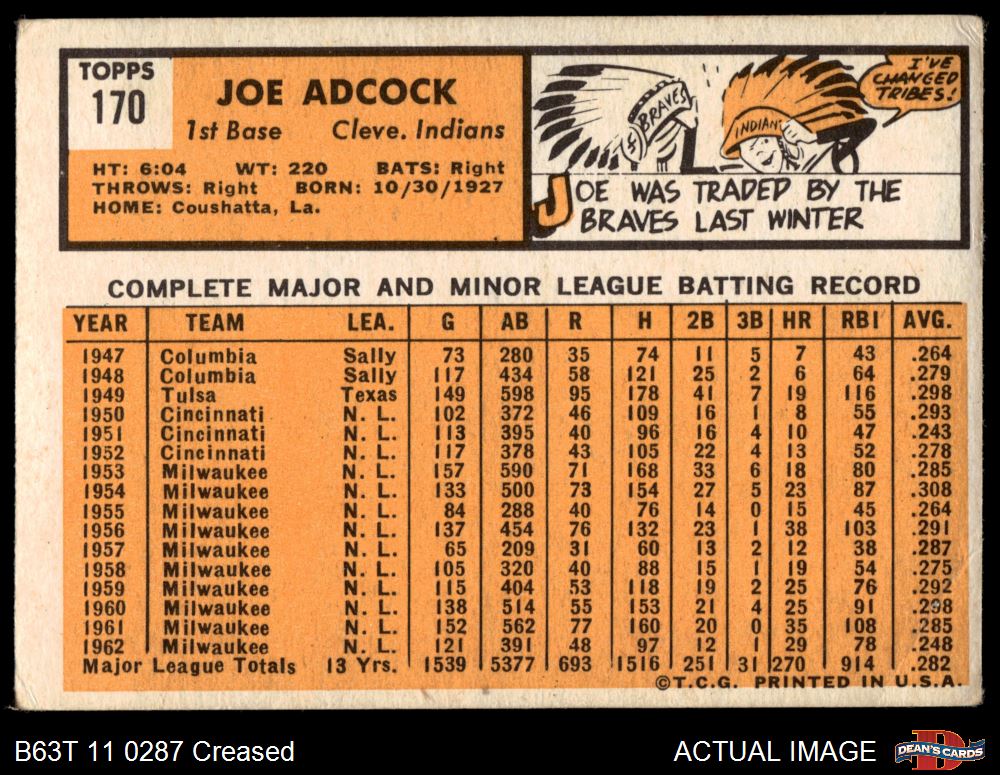 TOPPS
170
JOE ADCOCK
1st Base Cleve. Indians
HT: 6:04 WT: 220 BATS: Right
THROWS: Right BORN: 10/30/1927
HOME: Coushatta, La.
BRAVES
INDIANS
I'VE
CHANGED
TRIBES!
JOE WAS TRADED BY THE
BRAVES LAST WINTER
COMPLETE MAJOR AND MINOR LEAGUE BATTING RECORD
YEAR TEAM LEA. G AB R H 2B 3B HR RBI AVG.
1947 Columbia Sally 73 280 35 74 11 5 7 43 .264
1948 Columbia Sally 117 434 58 121 25 2 6 64 .279
1949 Tulsa Texas 149 598 95 178 41 7 19 116 .298
1950 Cincinnati N. L. 102 372 46 109 16 1 8 55 .293
1951 Cincinnati N. L. 113 395 40 96 16 4 10 47 .243
1952 Cincinnati N. L. 117 378 43 105 22 4 13 52 .278
1953 Milwaukee N. L. 157 590 71 168 33 6 18 80 .285
1954 Milwaukee N. L. 133 500 73 154 27 5 23 87 .308
1955 Milwaukee N. L. 84 288 40 76 14 0 15 45 .264
1956 Milwaukee N. L. 137 454 76 132 23 1 38 103 .291
1957 Milwaukee N. L. 65 209 31 60 13 2 12 38 .287
1958 Milwaukee N. L. 105 320 40 88 15 1 19 54 .275
1959 Milwaukee N. L. 115 404 53 118 19 2 25 76 .292
1960 Milwaukee N. L. 138 514 55 153 21 4 25 91 .298
1961 Milwaukee N. L. 152 562 77 160 20 0 35 108 .285
1962 Milwaukee N. L. 121 391 48 97 12 1 29 78 .248
Major League Totals 13 Yrs. 1539 5377 693 1516 251 31 270 914 .282
©T.C.G. PRINTED IN U.S.A.
B63T 11 0287 Creased ACTUAL IMAGE
DEAN'S CARDS